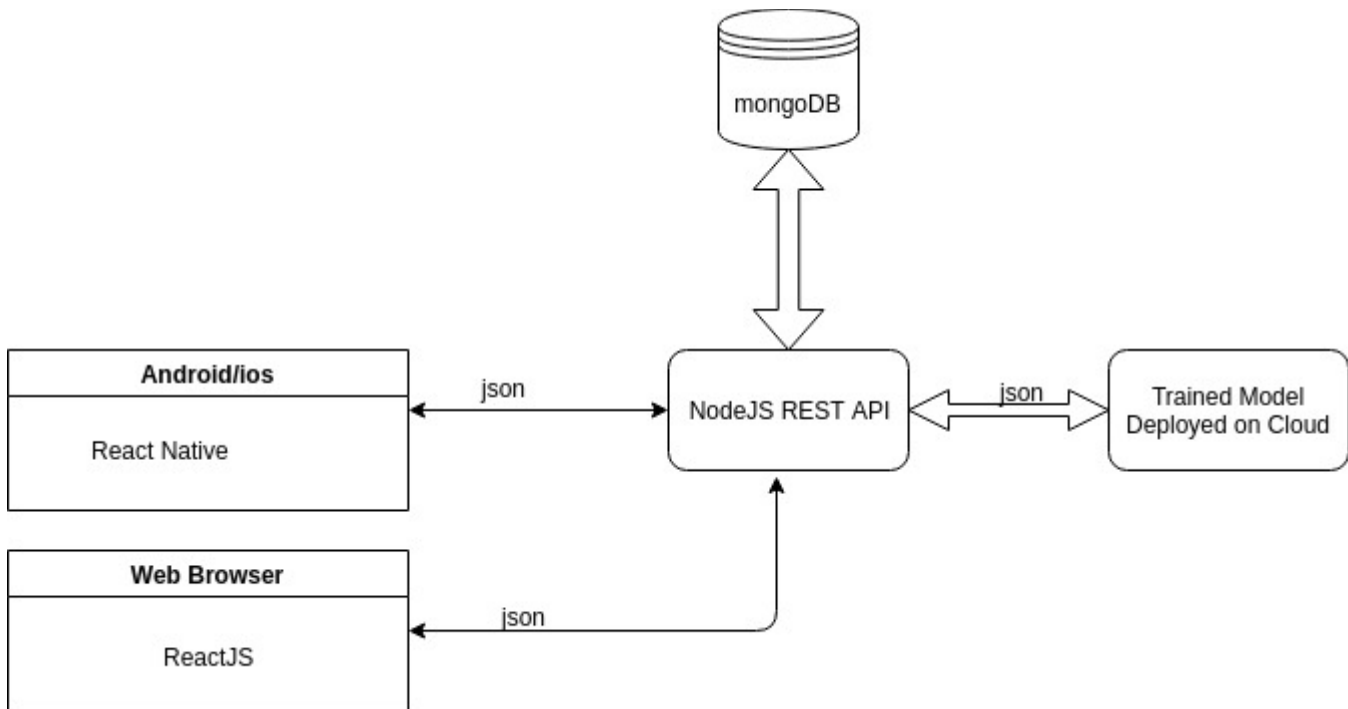 mongoDB
Android/ios
json
NodeJS REST API
json
Trained Model
Deployed on Cloud
React Native
Web Browser
json
ReactJS